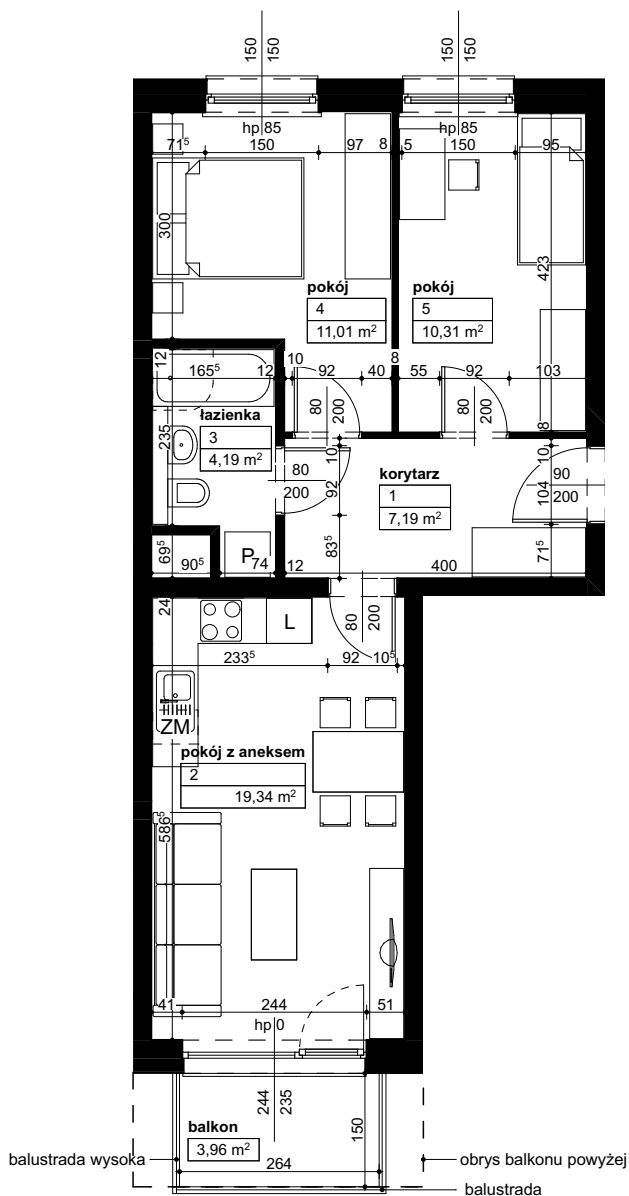 150 150 150 150
hp 85 hp 85
71⁵ 150 97 8 5 150 95
300
423
pokój pokój
4 5
11,01 m² 10,31 m²
8
12 10
165⁵ 12 92 40 55 92 103
80 200 80 200
łazienka
3
4,19 m²
235
8
10 10
80
200
92
korytarz
1
7,19 m²
90
200
104
69⁵
90⁵
P
74 12
83⁵
400
71⁵
24
L
80 200
233⁵ 92 10⁵
ZM
pokój z aneksem
2
19,34 m²
586⁵
41 244 51
hp 0
244 235
150
balkon
3,96 m²
264
balustrada wysoka
obrys balkonu powyżej
balustrada